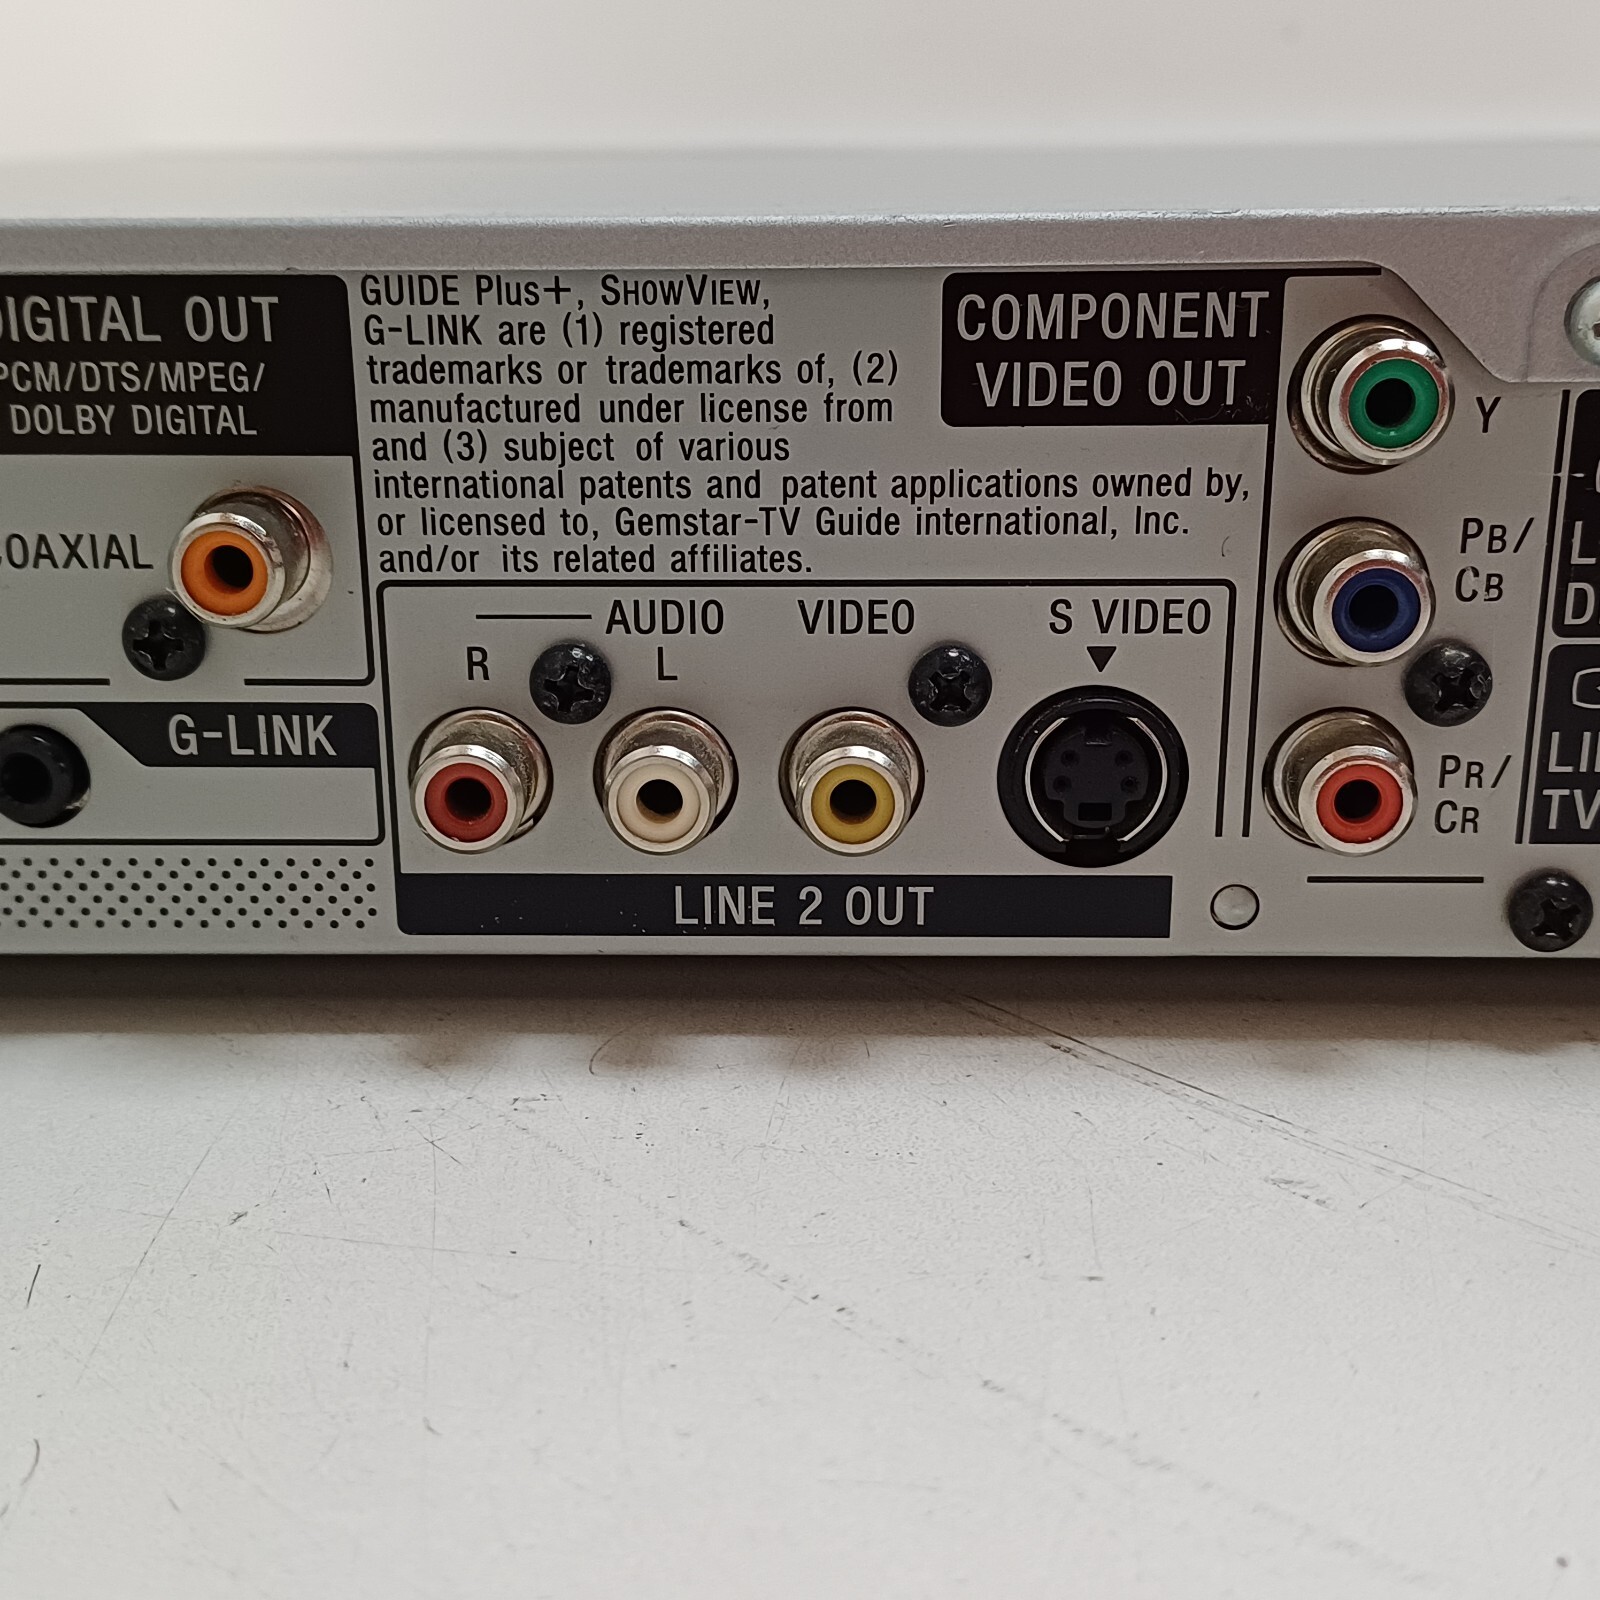 DIGITAL OUT
PCM/DTS/MPEG/
DOLBY DIGITAL
COAXIAL
G-LINK
GUIDE Plus+, SHOWVIEW,
G-LINK are (1) registered
trademarks or trademarks of, (2)
manufactured under license from
and (3) subject of various
international patents and patent applications owned by,
or licensed to, Gemstar-TV Guide international, Inc.
and/or its related affiliates.
AUDIO VIDEO S VIDEO
R L
LINE 2 OUT
COMPONENT
VIDEO OUT
Y
PB/
CB
PR/
CR
TV